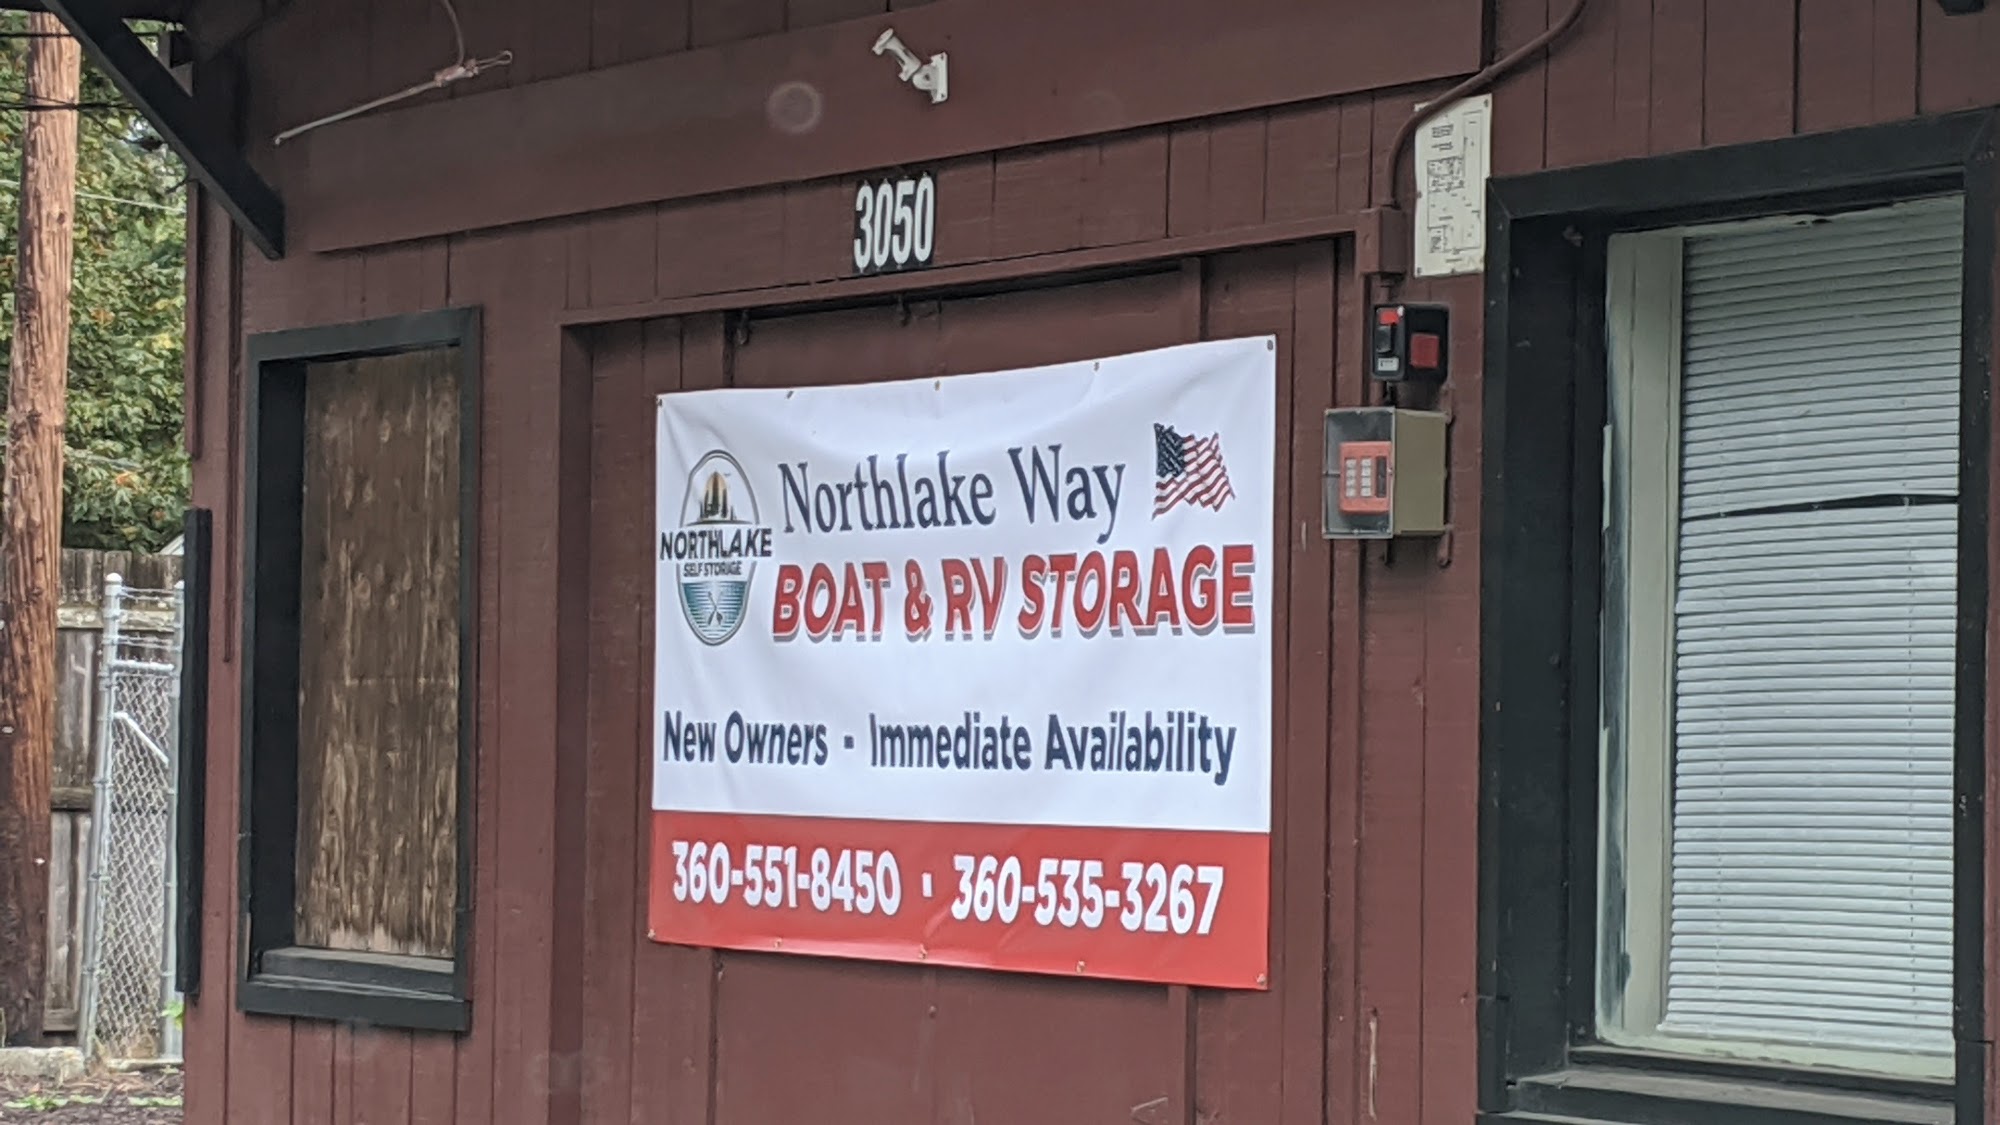 3050
Northlake Way
NORTHLAKE
SELF STORAGE
BOAT & RV STORAGE
New Owners - Immediate Availability
360-551-8450 · 360-535-3267